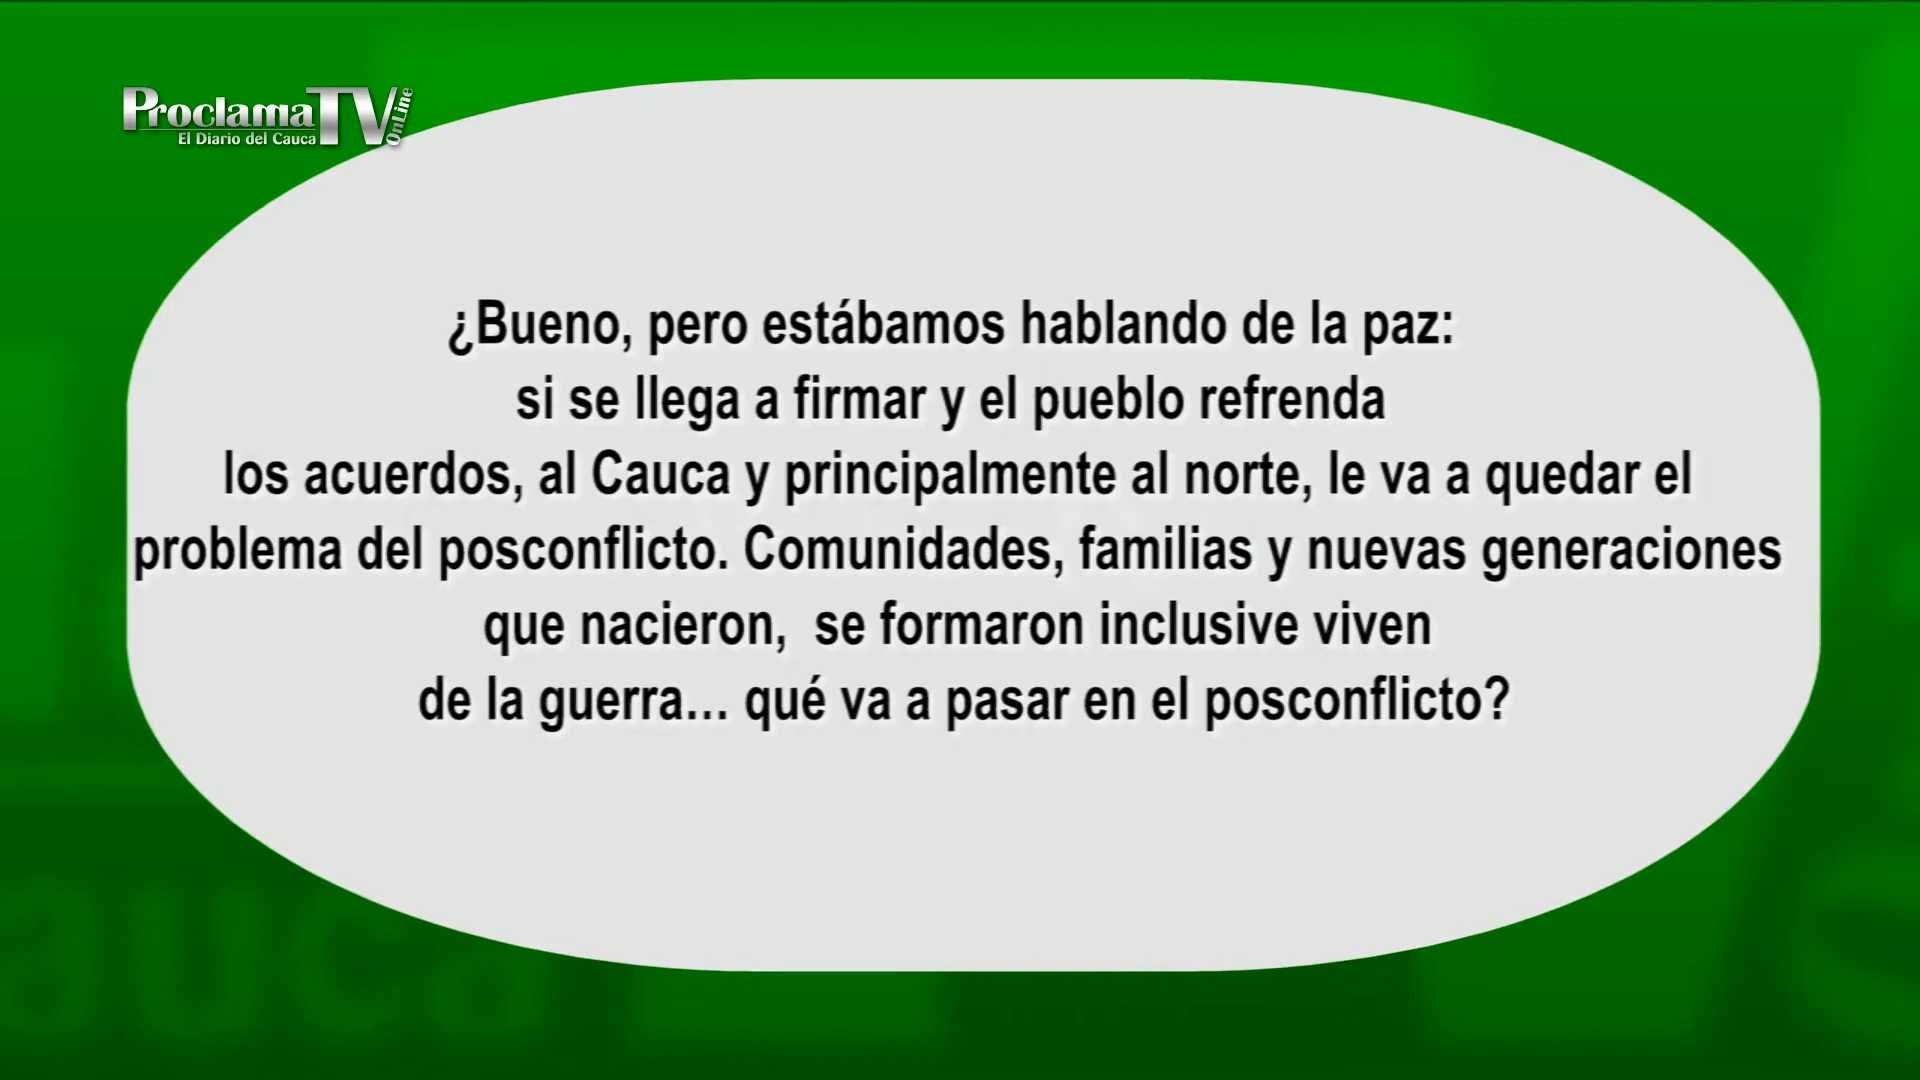 ProclamaTV OnLine
El Diario del Cauca
¿Bueno, pero estábamos hablando de la paz:
si se llega a firmar y el pueblo refrenda
los acuerdos, al Cauca y principalmente al norte, le va a quedar el
problema del posconflicto. Comunidades, familias y nuevas generaciones
que nacieron,  se formaron inclusive viven
de la guerra... qué va a pasar en el posconflicto?
auca